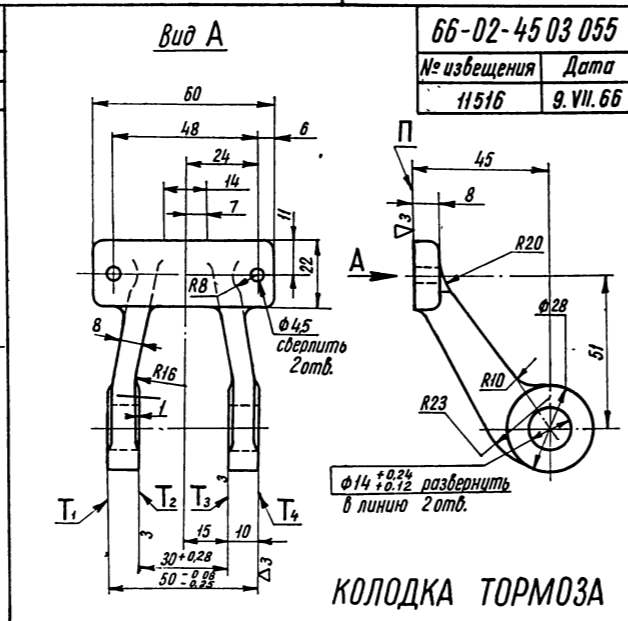 66-02-4503 055
№ извещения Дата
11516 9.VII.66
Вид А
60
48 6
24
14
7
11
22
R8
8
ф4,5
сверлить
2отв.
R16
1
3
T₁ T₂ T₃ T₄
3
15 10
30+0,28
50 -0,08 -0,25
▽3
П
45
8
▽3
А
R20
ф28
51
R10
R23
ф14 +0,24 +0,12 развернуть
в линию 2отв.
КОЛОДКА ТОРМОЗА